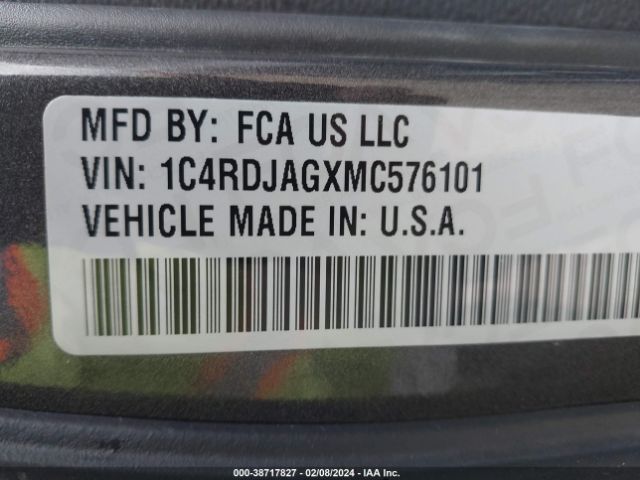 MFD BY: FCA US LLC
VIN: 1C4RDJAGXMC576101
VEHICLE MADE IN: U.S.A.
000-38717827 - 02/08/2024 - IAA Inc.